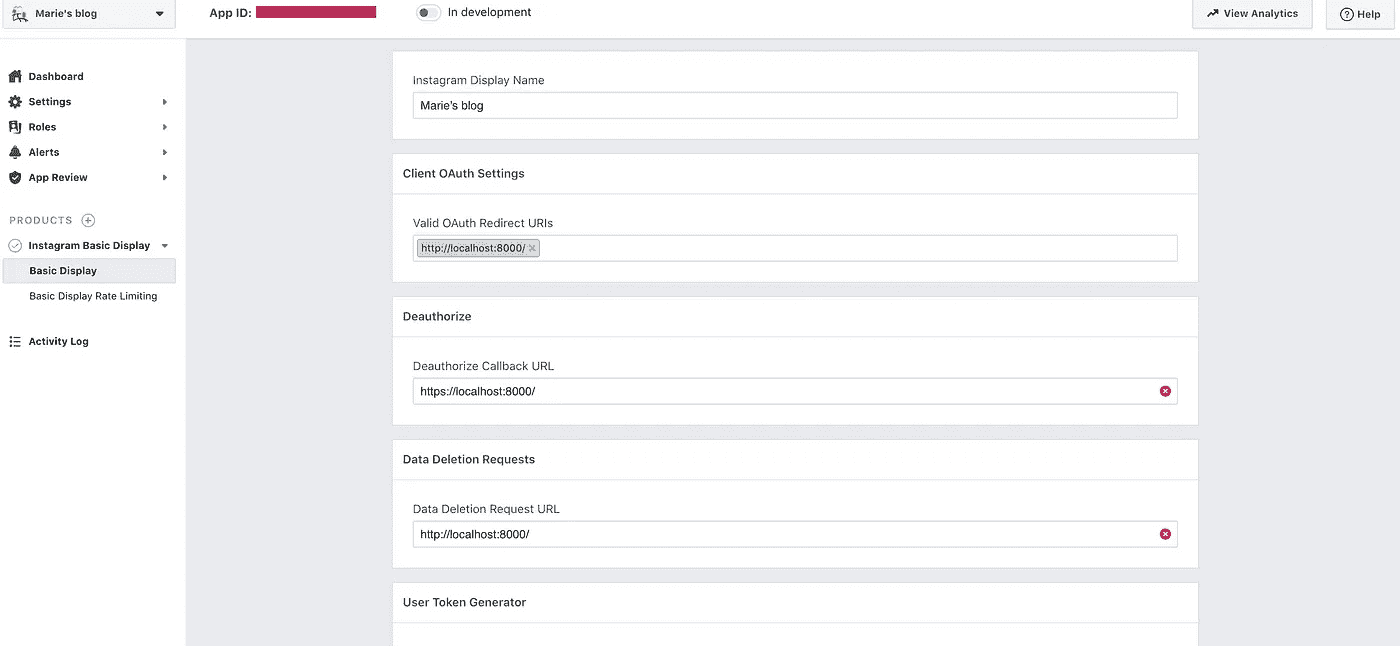 Marie's blog
App ID:
In development
View Analytics
Help
Dashboard
Settings
Roles
Alerts
App Review
PRODUCTS
Instagram Basic Display
Basic Display
Basic Display Rate Limiting
Activity Log
Instagram Display Name
Marie's blog
Client OAuth Settings
Valid OAuth Redirect URIs
http://localhost:8000/
Deauthorize
Deauthorize Callback URL
https://localhost:8000/
Data Deletion Requests
Data Deletion Request URL
http://localhost:8000/
User Token Generator